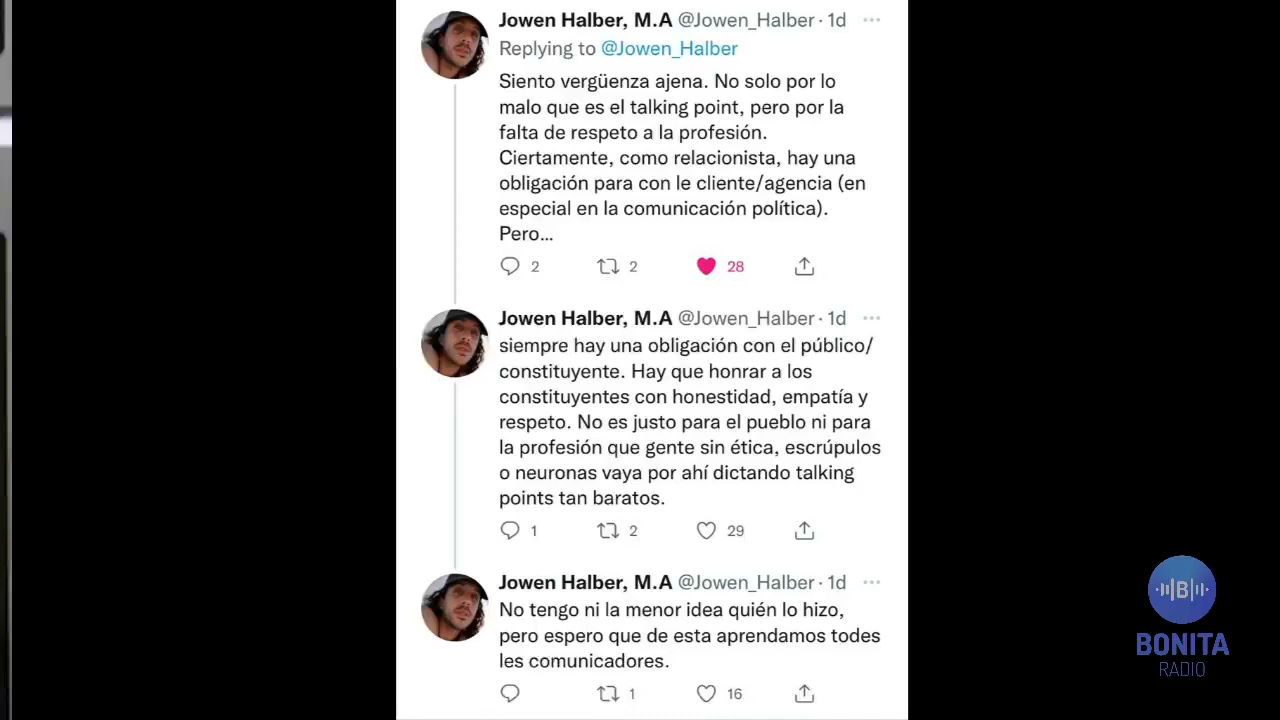 Jowen Halber, M.A @Jowen_Halber · 1d
Replying to @Jowen_Halber
Siento vergüenza ajena. No solo por lo
malo que es el talking point, pero por la
falta de respeto a la profesión.
Ciertamente, como relacionista, hay una
obligación para con le cliente/agencia (en
especial en la comunicación política).
Pero...
2 2 28
Jowen Halber, M.A @Jowen_Halber · 1d
siempre hay una obligación con el público/
constituyente. Hay que honrar a los
constituyentes con honestidad, empatía y
respeto. No es justo para el pueblo ni para
la profesión que gente sin ética, escrúpulos
o neuronas vaya por ahí dictando talking
points tan baratos.
1 2 29
Jowen Halber, M.A @Jowen_Halber · 1d
No tengo ni la menor idea quién lo hizo,
pero espero que de esta aprendamos todes
les comunicadores.
1 16
B
BONITA
RADIO